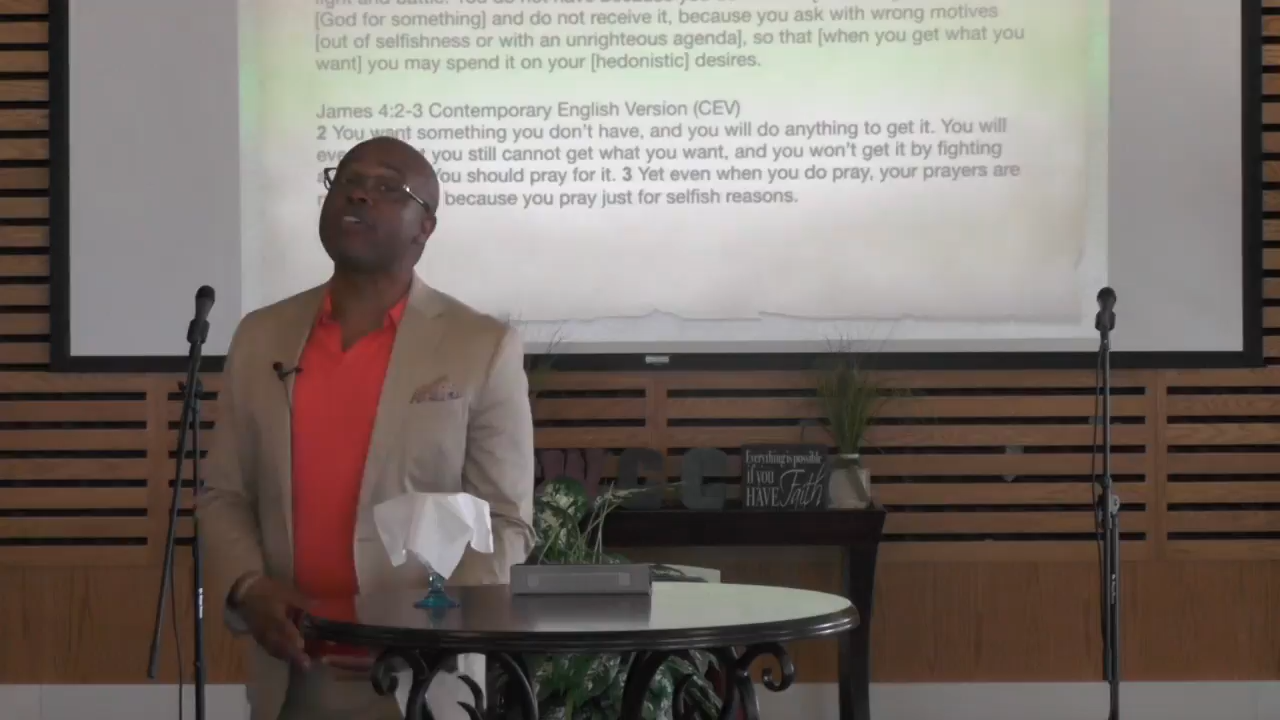 [God for something] and do not receive it, because you ask with wrong motives
[out of selfishness or with an unrighteous agenda], so that [when you get what you
want] you may spend it on your [hedonistic] desires.
James 4:2-3 Contemporary English Version (CEV)
2 You want something you don't have, and you will do anything to get it. You will
you still cannot get what you want, and you won't get it by fighting
You should pray for it. 3 Yet even when you do pray, your prayers are
because you pray just for selfish reasons.
WCC
Everything is possible
if you
HAVE Faith